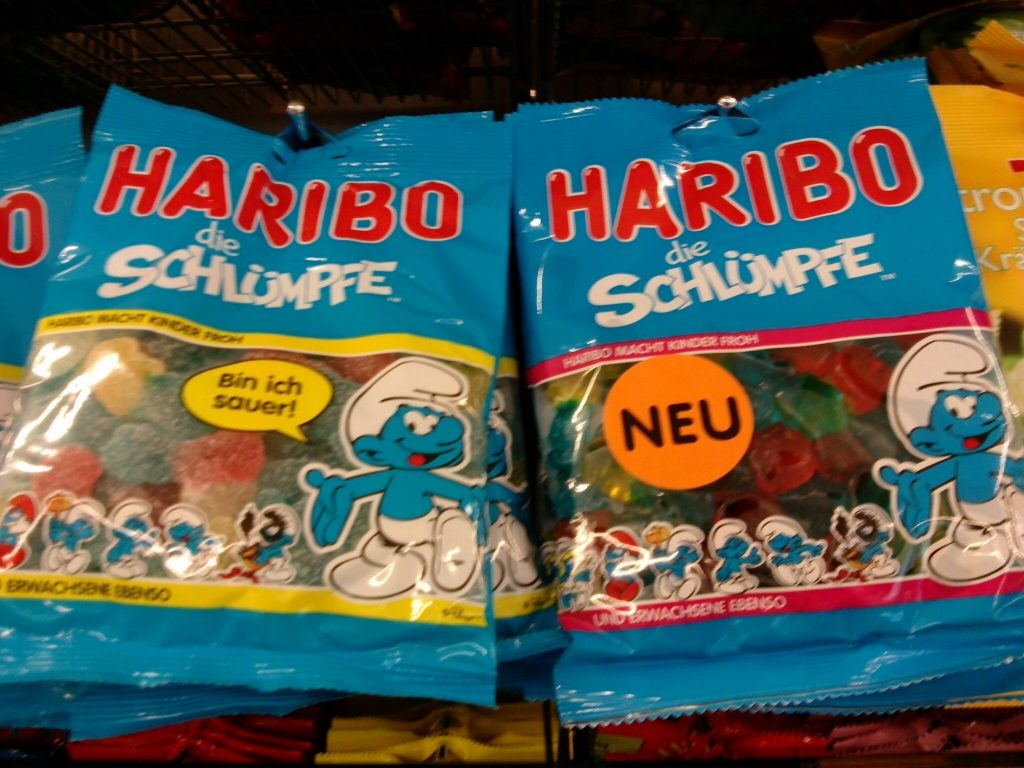 HARIBO
die
SCHLÜMPFE
HARIBO MACHT KINDER FROH
Bin ich
sauer!
ERWACHSENE EBENSO
HARIBO
die
SCHLÜMPFE
HARIBO MACHT KINDER FROH
NEU
UND ERWACHSENE EBENSO
O